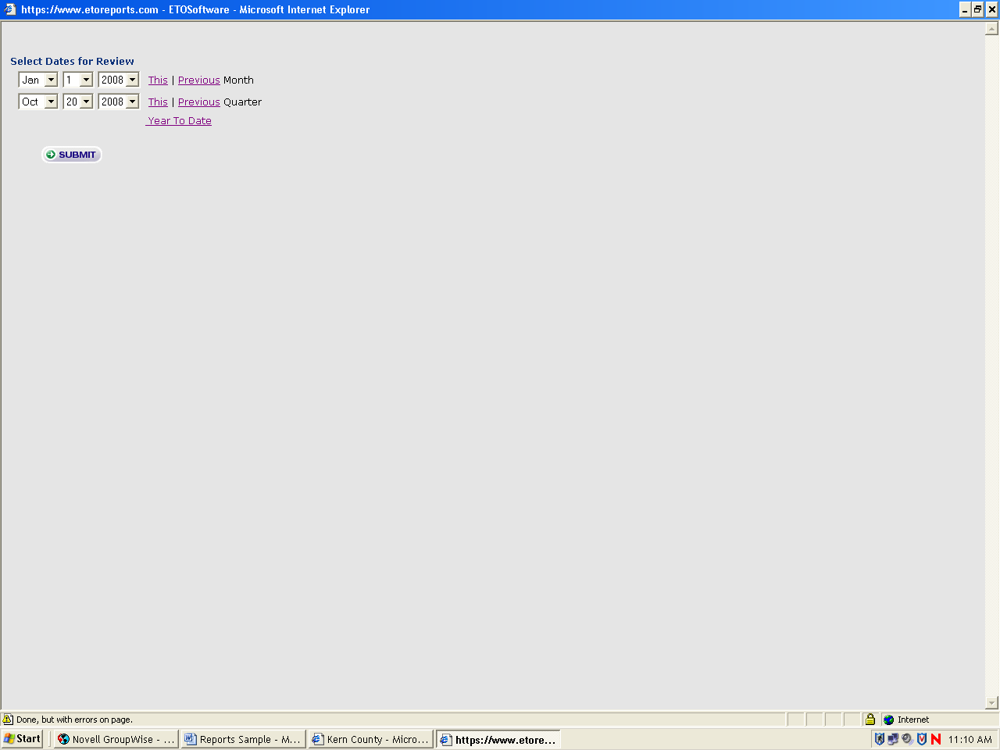 https://www.etoreports.com - ETOSoftware - Microsoft Internet Explorer
Select Dates for Review
Jan 1 2008 This | Previous Month
Oct 20 2008 This | Previous Quarter
Year To Date
SUBMIT
Done, but with errors on page.
Internet
Start Novell GroupWise - ... Reports Sample - M... Kern County - Micro... https://www.etore... 11:10 AM